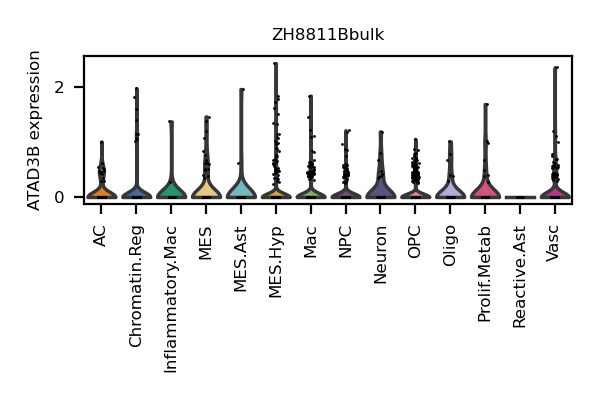 ZH8811Bbulk
ATAD3B expression
2
0
AC
Chromatin.Reg
Inflammatory.Mac
MES
MES.Ast
MES.Hyp
Mac
NPC
Neuron
OPC
Oligo
Prolif.Metab
Reactive.Ast
Vasc